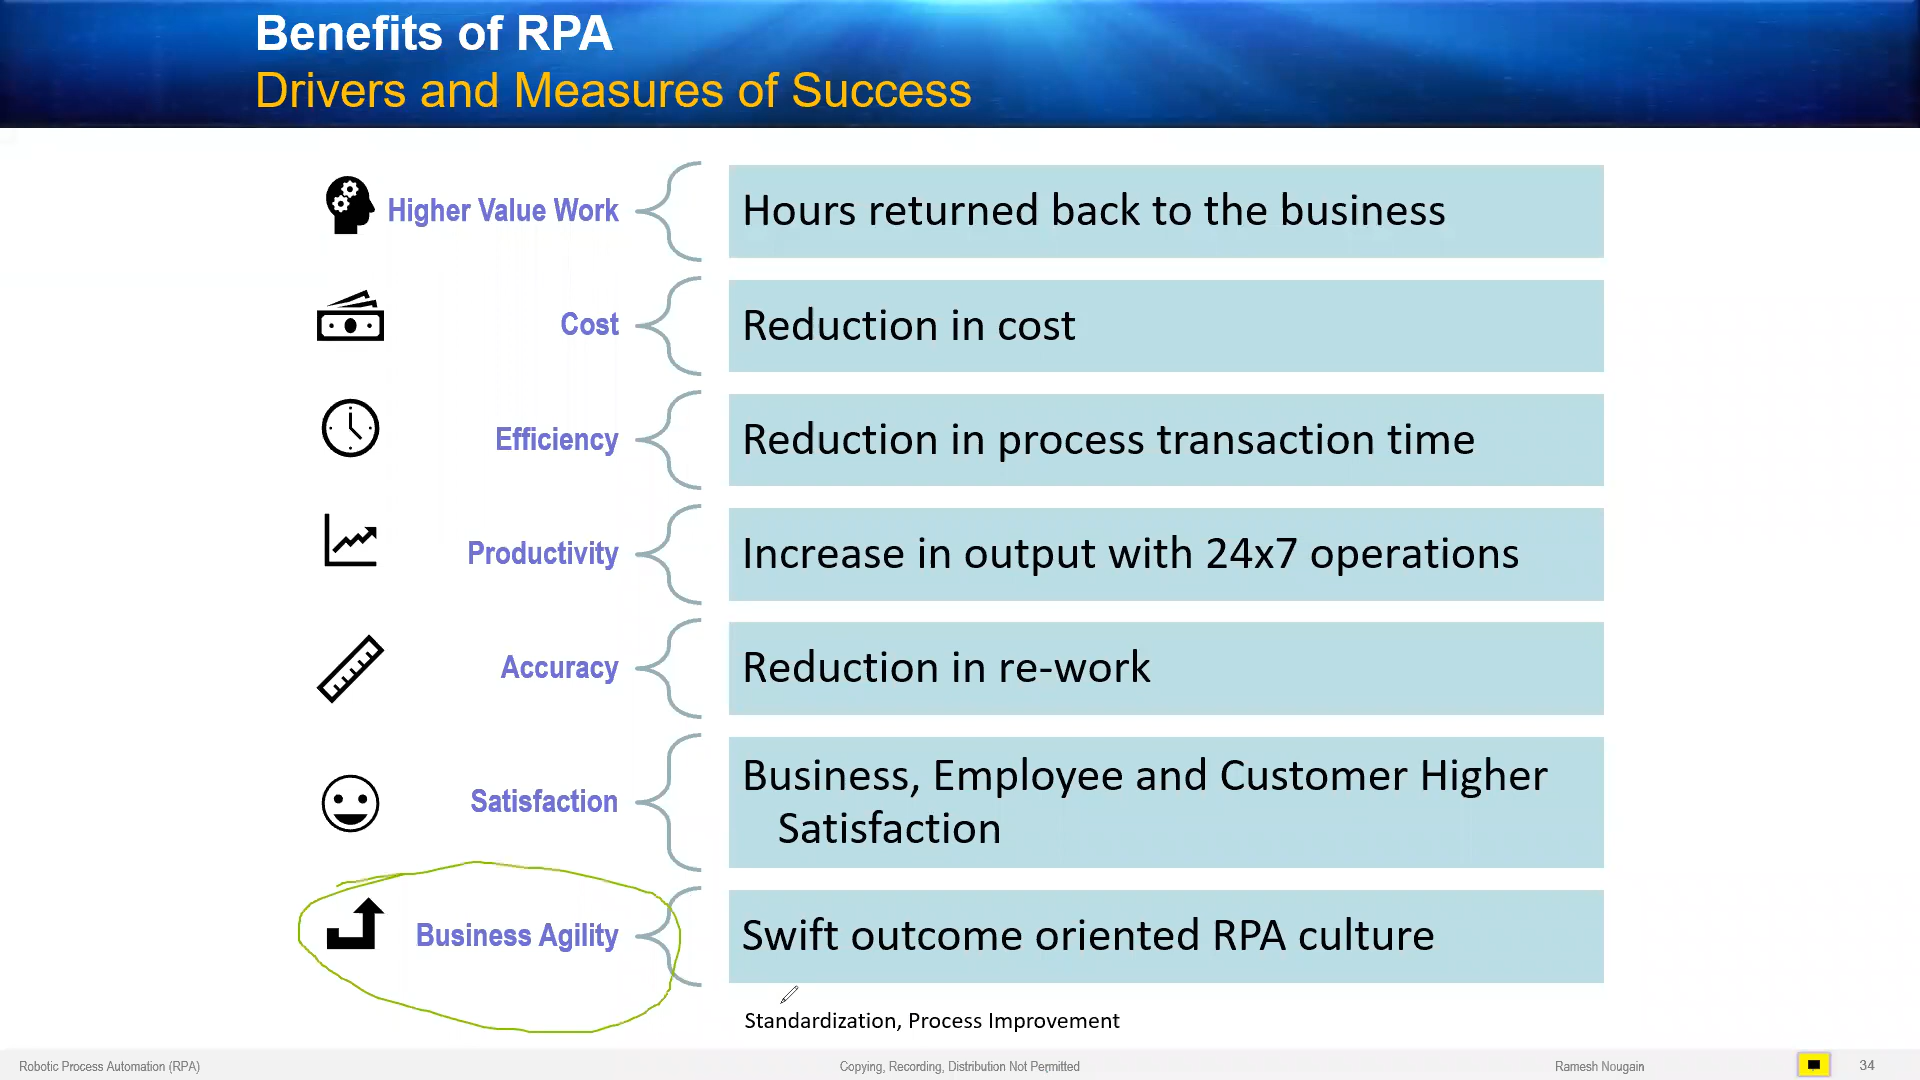 Benefits of RPA
Drivers and Measures of Success
Higher Value Work
Hours returned back to the business
Cost
Reduction in cost
Efficiency
Reduction in process transaction time
Productivity
Increase in output with 24x7 operations
Accuracy
Reduction in re-work
Satisfaction
Business, Employee and Customer Higher
Satisfaction
Business Agility
Swift outcome oriented RPA culture
Standardization, Process Improvement
Robotic Process Automation (RPA)
Copying, Recording, Distribution Not Permitted
Ramesh Nougain
34